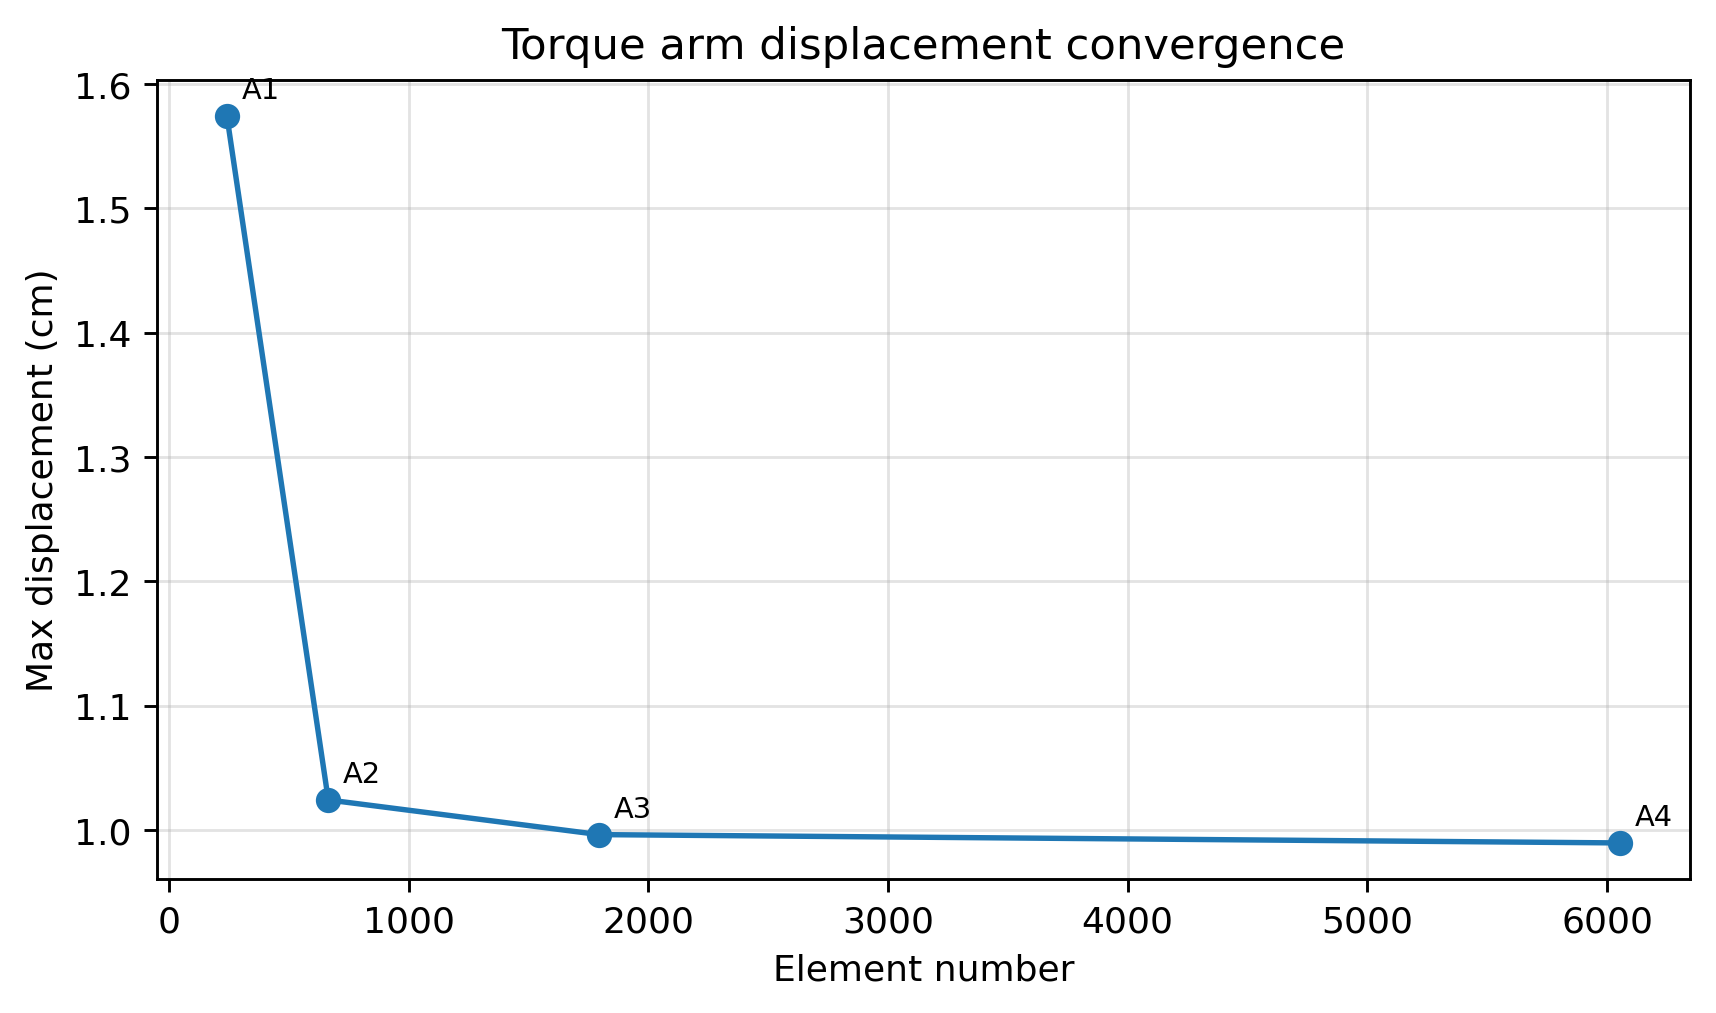 Torque arm displacement convergence
1.6
1.5
1.4
1.3
1.2
1.1
1.0
Max displacement (cm)
A1
A2
A3
A4
0 1000 2000 3000 4000 5000 6000
Element number